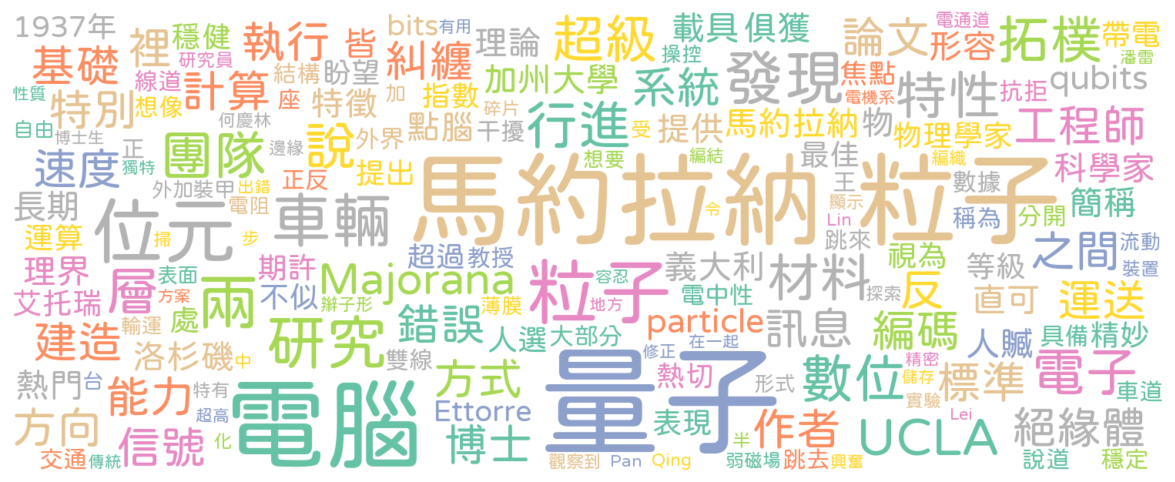 1937年
bits
有用
理論
超級
載具
俱獲
論文
電通道
形容
拓樸
帶電
潘雷
基礎
裡
穩健
研究員
執行
皆
糾纏
操控
系統
發現
特性
焦點
電機系
抗拒
qubits
線道
結構
盼望
加州大學
性質
特別
想像
計算
座
特徵
加
指數
碎片
自由
博士生
正
何慶林
點腦
干擾
行進
受
提供
馬約拉納
物
物理學家
工程師
團隊
邊緣
說
外界
提出
想要
編結
最佳
編織
科學家
速度
獨特
正反
外加裝甲
出錯
馬約拉納粒子
王
數據
顯示
簡稱
長期
位元
電阻
車輛
令
Lin
稱為
分開
運算
掃
步
跳來
之間
流動
理界
表面
期許
超過
教授
粒子
容忍
義大利
材料
視為
等級
裝置
艾托瑞
層
方案
兩
不似
Majorana
地方
電中性
探索
反
直可
運送
處
辮子形
薄膜
建造
輸運
研究
錯誤
人選
大部分
particle
訊息
編碼
人贓
具備
精妙
洛杉磯
中
雙線
修正
在一起
熱門
台
能力
特有
電腦
方式
量子
熱切
形式
數位
精密
儲存
實驗
標準
電子
車道
超高
Ettorre
表現
作者
Lei
方向
信號
化
博士
半
UCLA
絕緣體
交通
傳統
觀察到
Pan
Qing
弱磁場
跳去
興奮
說道
穩定